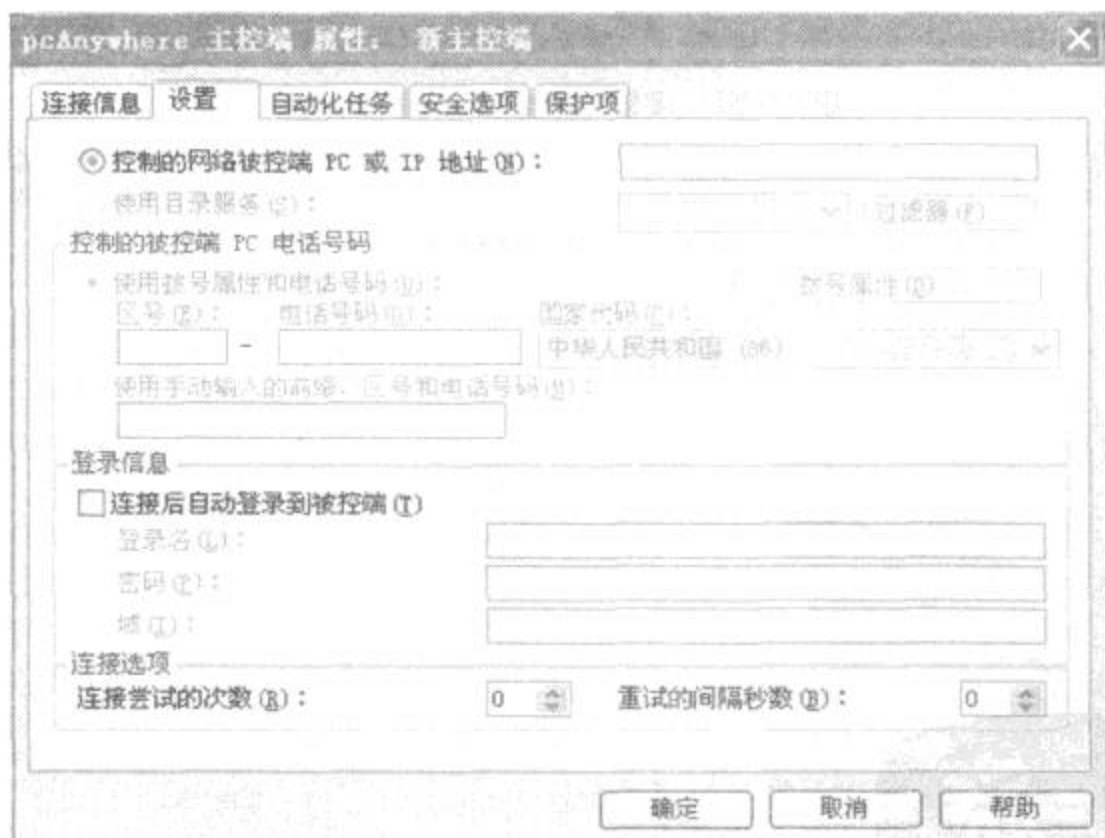 pcAnywhere 主控端 属性： 新主控端
连接信息 设置 自动化任务 安全选项 保护项
控制的网络被控端 PC 或 IP 地址(N)：
使用目录服务(S)： 过滤器(F)
控制的被控端 PC 电话号码
使用拨号属性和电话号码(U)： 拨号属性(D)
区号(E)： 电话号码(O)： 国家代码(C)：
- 中华人民共和国 (86)
使用手动输入的前缀、区号和电话号码(M)：
登录信息
连接后自动登录到被控端(T)
登录名(L)：
密码(P)：
域(I)：
连接选项
连接尝试的次数(R)： 0 重试的间隔秒数(B)： 0
确定 取消 帮助